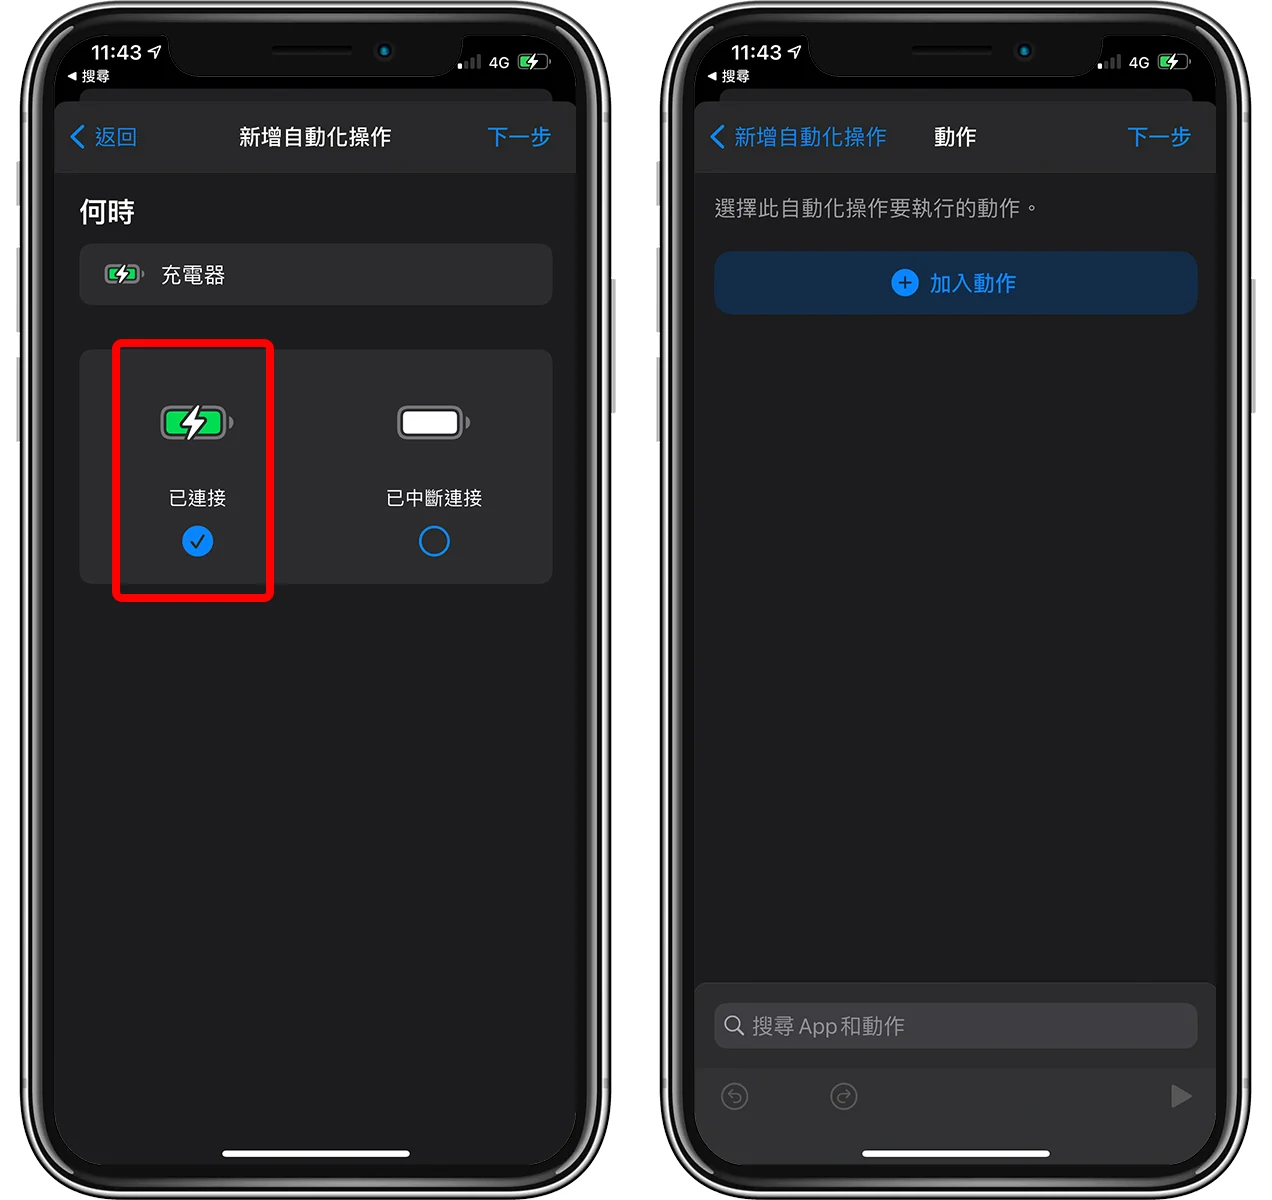 11:43
4G
搜尋
返回
新增自動化操作
下一步
何時
充電器
已連接
已中斷連接
11:43
4G
搜尋
新增自動化操作
動作
下一步
選擇此自動化操作要執行的動作。
加入動作
搜尋 App 和動作